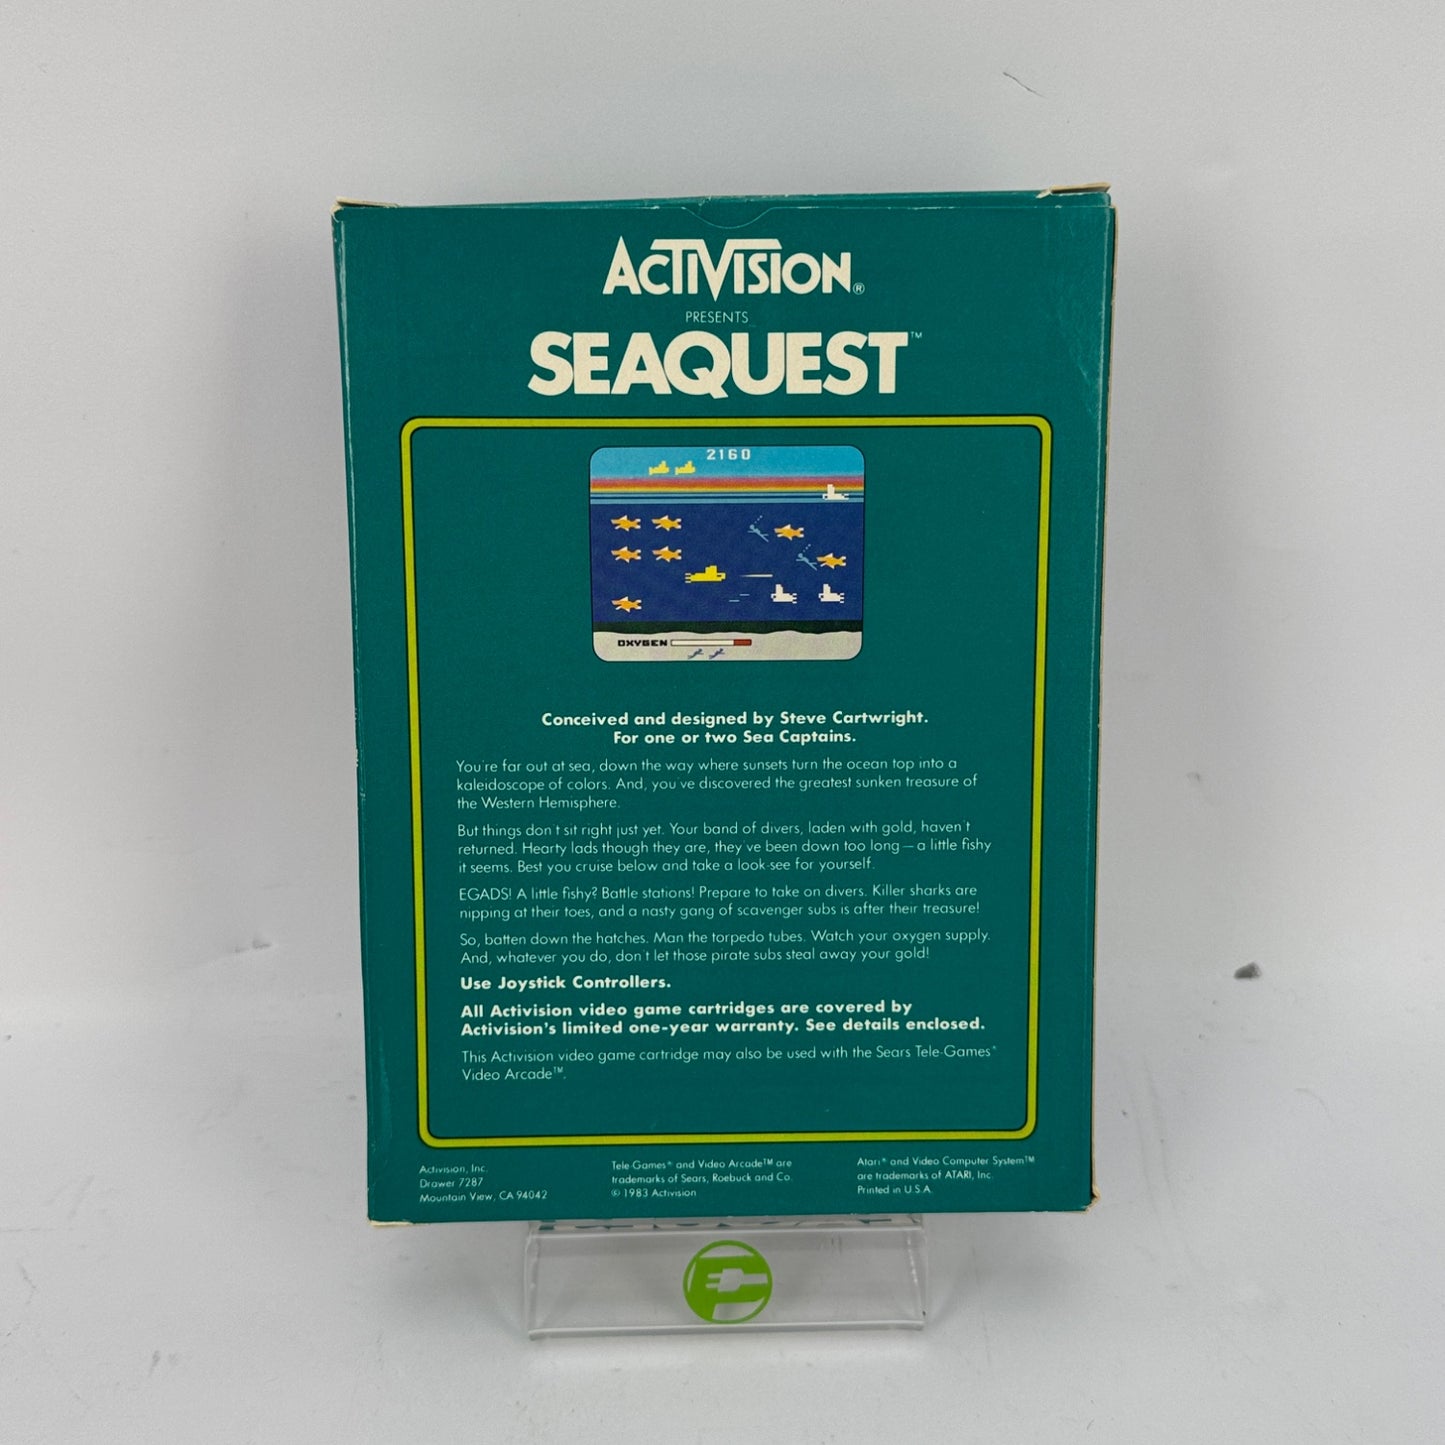 ACTIVISION®
PRESENTS
SEAQUEST™
2160
OXYGEN
Conceived and designed by Steve Cartwright.
For one or two Sea Captains.
You're far out at sea, down the way where sunsets turn the ocean top into a
kaleidoscope of colors. And, you've discovered the greatest sunken treasure of
the Western Hemisphere.
But things don't sit right just yet. Your band of divers, laden with gold, haven't
returned. Hearty lads though they are, they've been down too long — a little fishy
it seems. Best you cruise below and take a look-see for yourself.
EGADS! A little fishy? Battle stations! Prepare to take on divers. Killer sharks are
nipping at their toes, and a nasty gang of scavenger subs is after their treasure!
So, batten down the hatches. Man the torpedo tubes. Watch your oxygen supply.
And, whatever you do, don't let those pirate subs steal away your gold!
Use Joystick Controllers.
All Activision video game cartridges are covered by
Activision's limited one-year warranty. See details enclosed.
This Activision video game cartridge may also be used with the Sears Tele-Games®
Video Arcade™.
Activision, Inc.
Drawer 7287
Mountain View, CA 94042
Tele-Games® and Video Arcade™ are
trademarks of Sears, Roebuck and Co.
© 1983 Activision
Atari® and Video Computer System™
are trademarks of ATARI, Inc.
Printed in U.S.A.